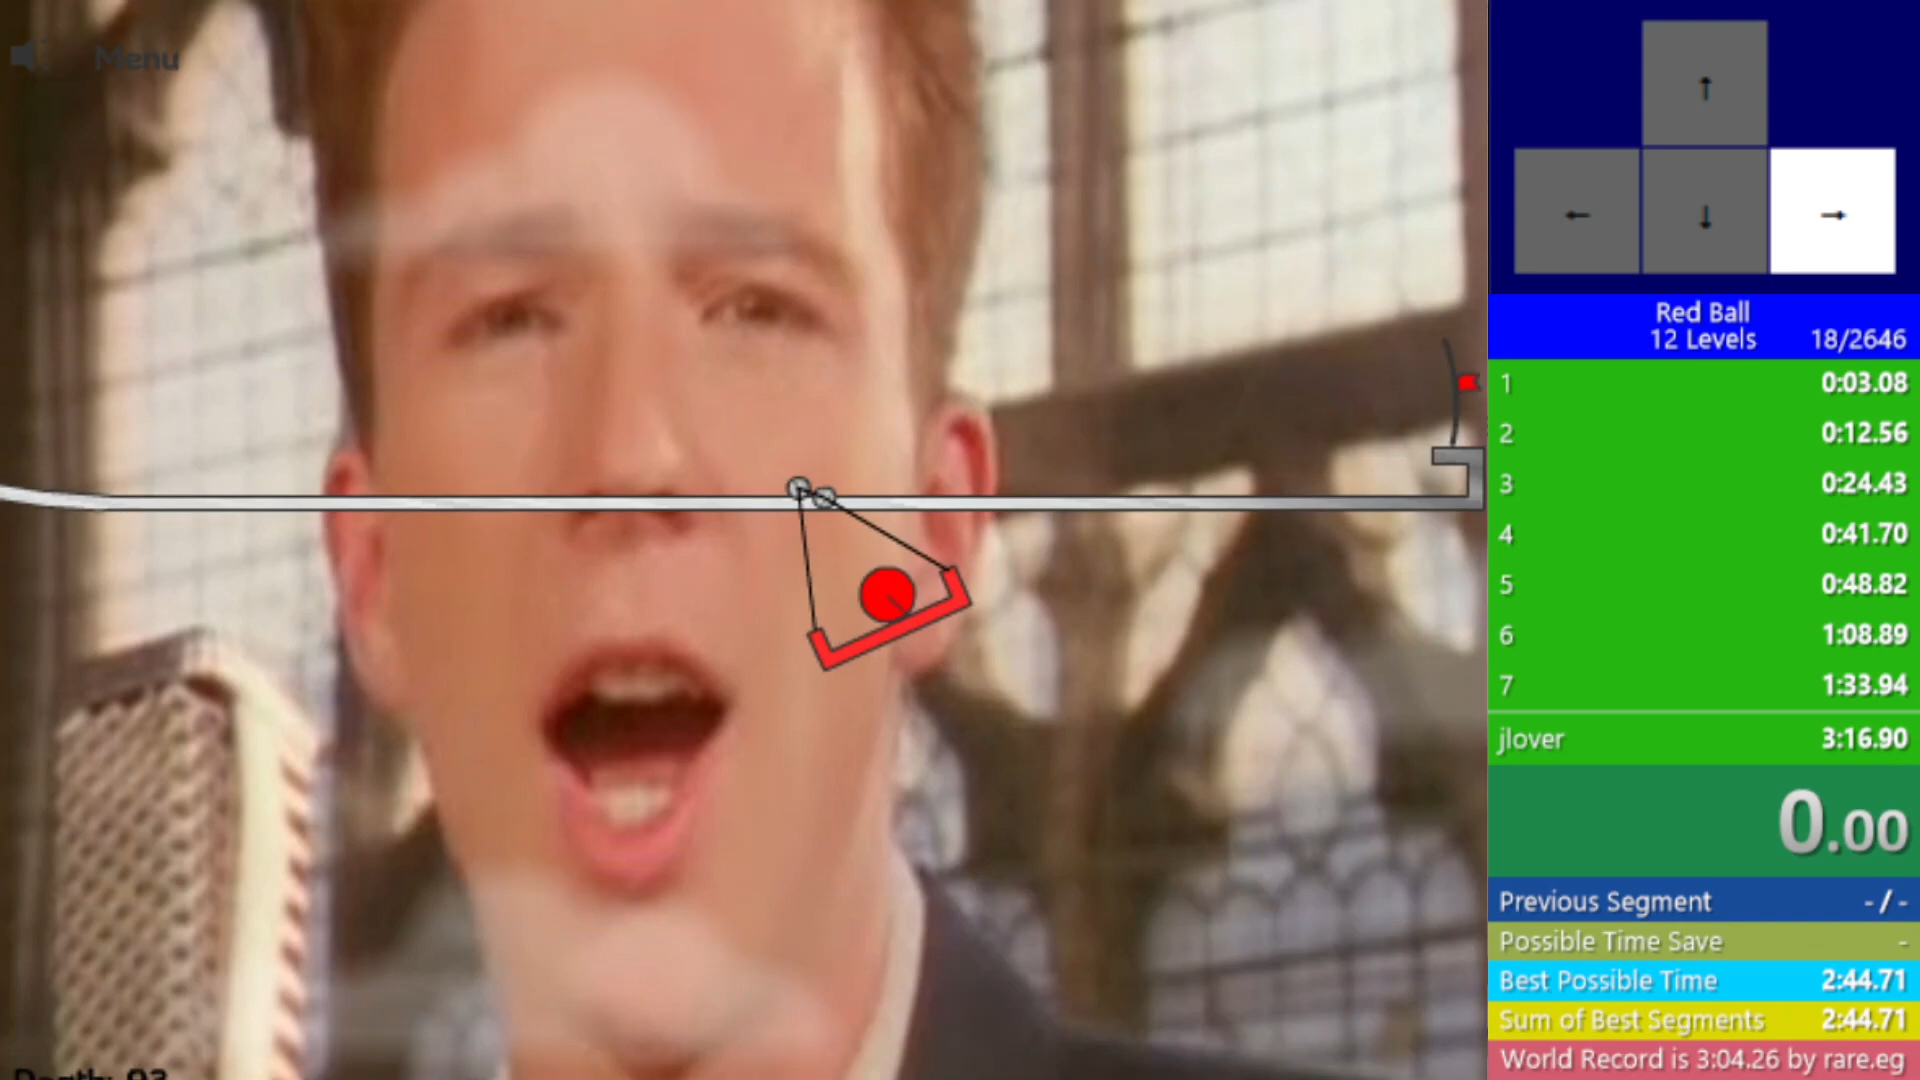 Menu
↑
← ↓ →
Red Ball
12 Levels 18/2646
1 0:03.08
2 0:12.56
3 0:24.43
4 0:41.70
5 0:48.82
6 1:08.89
7 1:33.94
jlover 3:16.90
0.00
Previous Segment - / -
Possible Time Save -
Best Possible Time 2:44.71
Sum of Best Segments 2:44.71
World Record is 3:04.26 by rare.eg